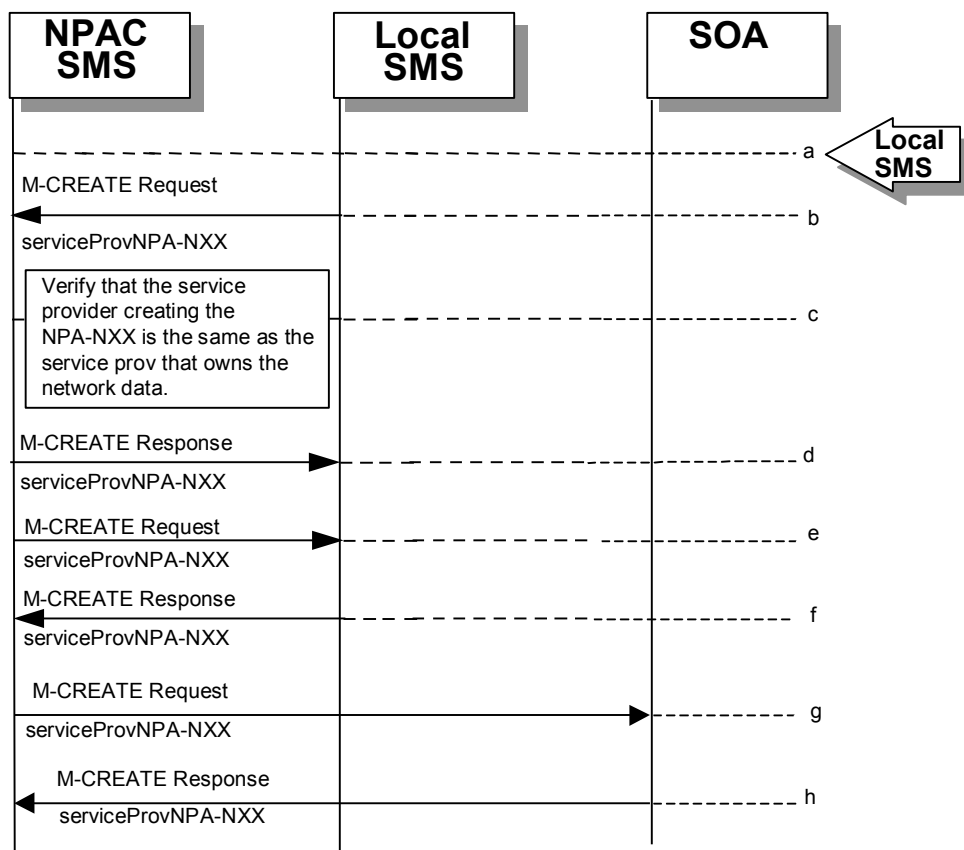 NPAC
SMS
Local
SMS
SOA
a
Local
SMS
M-CREATE Request
b
serviceProvNPA-NXX
Verify that the service
provider creating the
NPA-NXX is the same as the
service prov that owns the
network data.
c
M-CREATE Response
d
serviceProvNPA-NXX
M-CREATE Request
e
serviceProvNPA-NXX
M-CREATE Response
f
serviceProvNPA-NXX
M-CREATE Request
g
serviceProvNPA-NXX
M-CREATE Response
h
serviceProvNPA-NXX